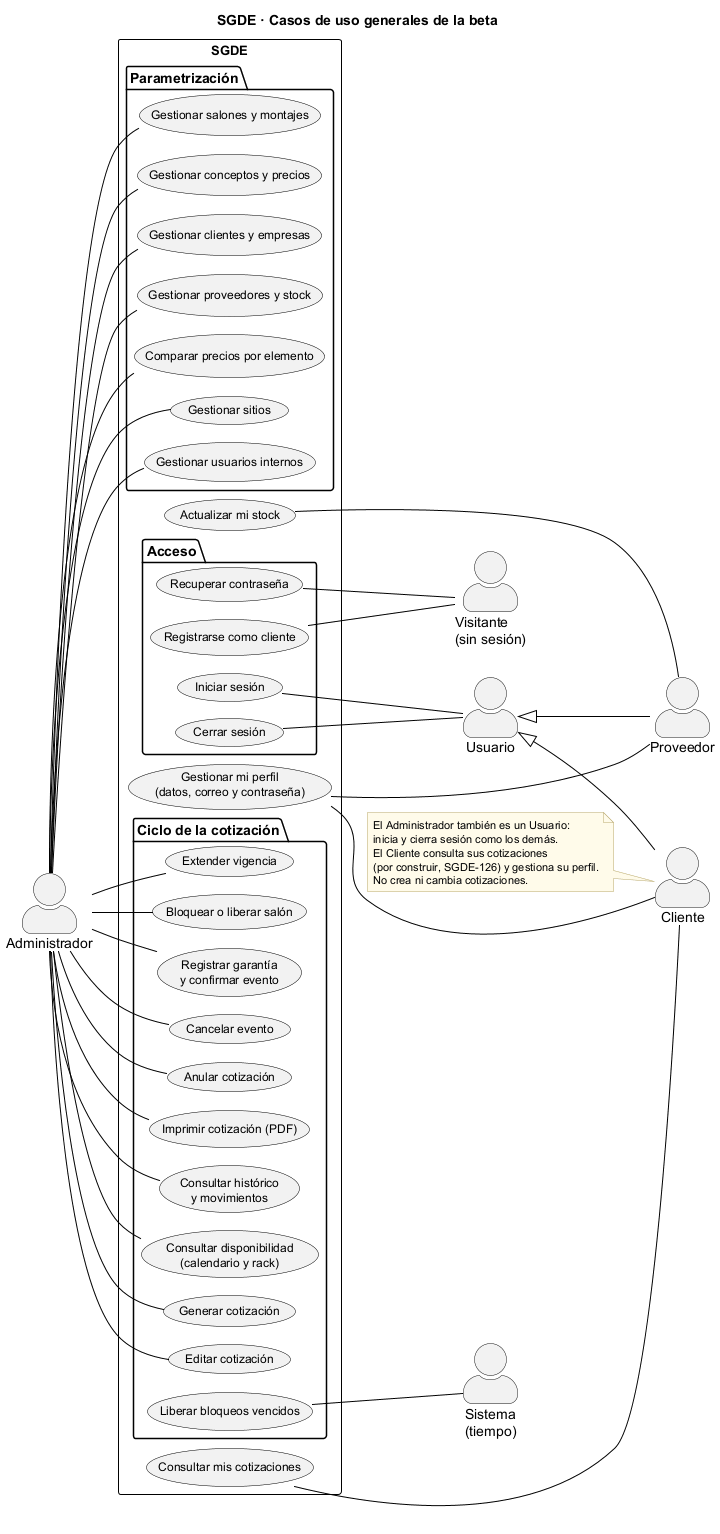 SGDE · Casos de uso generales de la beta
SGDE
Parametrización
Gestionar salones y montajes
Gestionar conceptos y precios
Gestionar clientes y empresas
Gestionar proveedores y stock
Comparar precios por elemento
Gestionar sitios
Gestionar usuarios internos
Actualizar mi stock
Acceso
Recuperar contraseña
Registrarse como cliente
Iniciar sesión
Cerrar sesión
Visitante
(sin sesión)
Usuario
Proveedor
Gestionar mi perfil
(datos, correo y contraseña)
El Administrador también es un Usuario:
inicia y cierra sesión como los demás.
El Cliente consulta sus cotizaciones
(por construir, SGDE-126) y gestiona su perfil.
No crea ni cambia cotizaciones.
Cliente
Administrador
Ciclo de la cotización
Extender vigencia
Bloquear o liberar salón
Registrar garantía
y confirmar evento
Cancelar evento
Anular cotización
Imprimir cotización (PDF)
Consultar histórico
y movimientos
Consultar disponibilidad
(calendario y rack)
Generar cotización
Editar cotización
Liberar bloqueos vencidos
Sistema
(tiempo)
Consultar mis cotizaciones